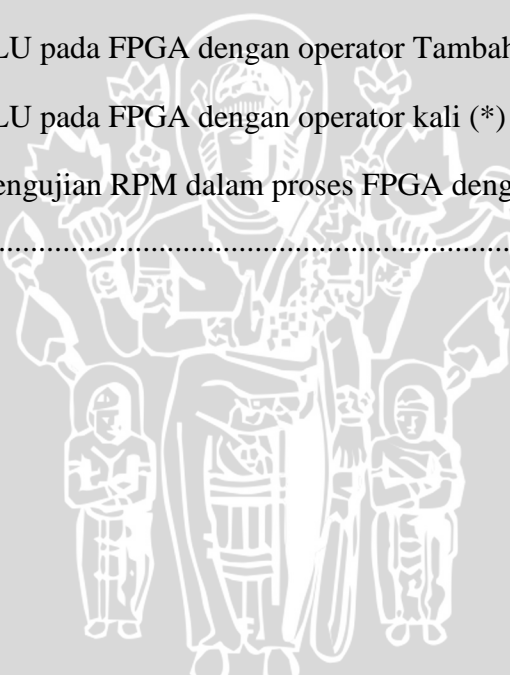 LU pada FPGA dengan operator Tambah
LU pada FPGA dengan operator kali (*)
engujian RPM dalam proses FPGA deng
................................................................................